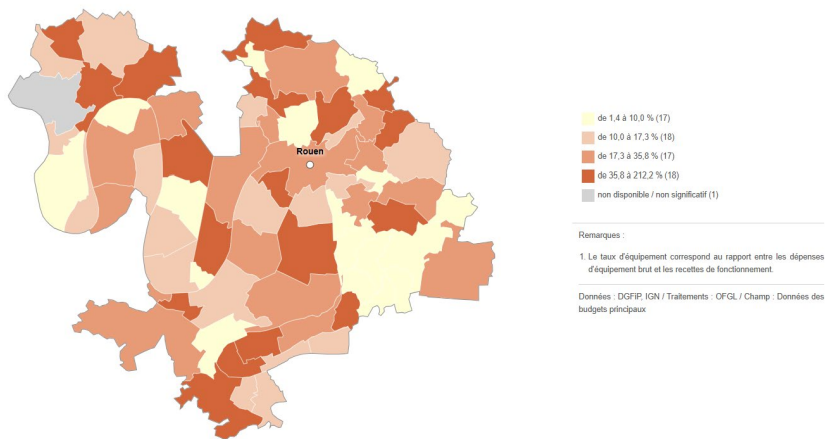 Rouen
de 1,4 à 10,0 % (17)
de 10,0 à 17,3 % (18)
de 17,3 à 35,8 % (17)
de 35,8 à 212,2 % (18)
non disponible / non significatif (1)
Remarques :
1. Le taux d'équipement correspond au rapport entre les dépenses
d'équipement brut et les recettes de fonctionnement.
Données : DGFIP, IGN / Traitements : OFGL / Champ : Données des
budgets principaux